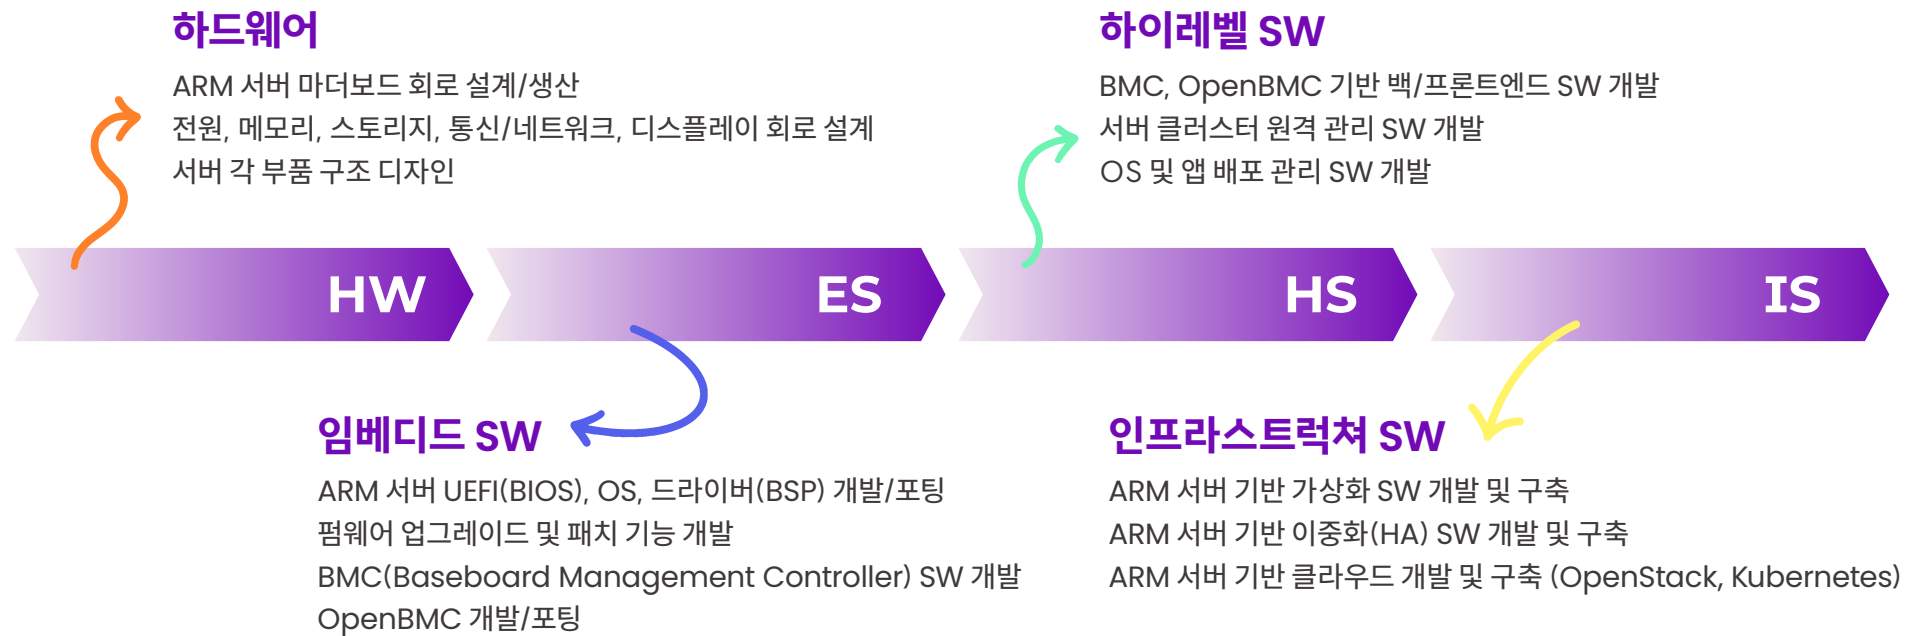 하드웨어
ARM 서버 마더보드 회로 설계/생산
전원, 메모리, 스토리지, 통신/네트워크, 디스플레이 회로 설계
서버 각 부품 구조 디자인
하이레벨 SW
BMC, OpenBMC 기반 백/프론트엔드 SW 개발
서버 클러스터 원격 관리 SW 개발
OS 및 앱 배포 관리 SW 개발
HW
ES
HS
IS
임베디드 SW
ARM 서버 UEFI(BIOS), OS, 드라이버(BSP) 개발/포팅
펌웨어 업그레이드 및 패치 기능 개발
BMC(Baseboard Management Controller) SW 개발
OpenBMC 개발/포팅
인프라스트럭쳐 SW
ARM 서버 기반 가상화 SW 개발 및 구축
ARM 서버 기반 이중화(HA) SW 개발 및 구축
ARM 서버 기반 클라우드 개발 및 구축 (OpenStack, Kubernetes)